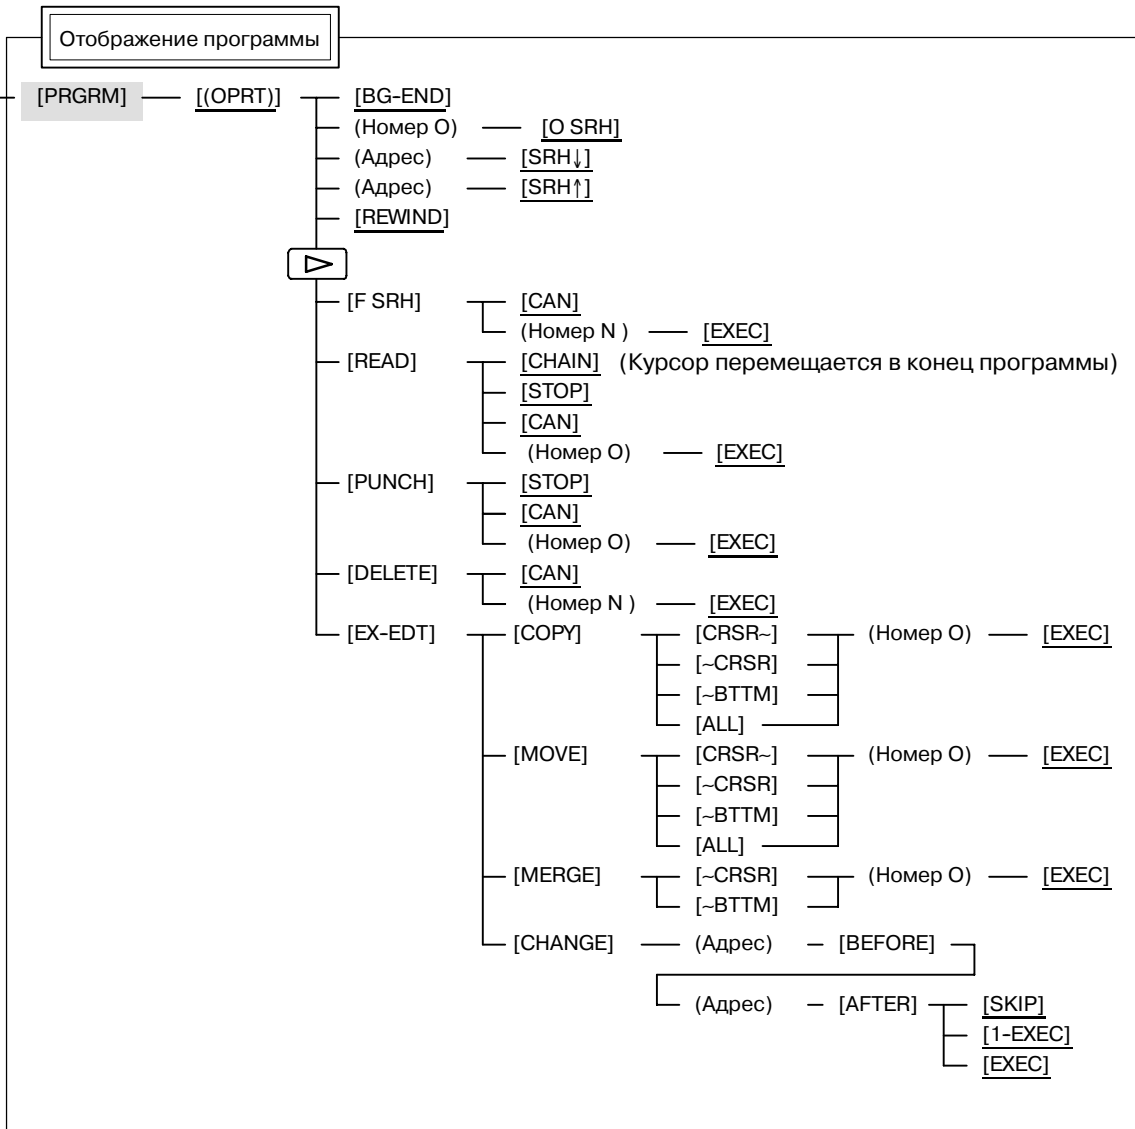 Отображение программы
[PRGRM] [(OPRT)] [BG-END]
(Номер O) [O SRH]
(Адрес) [SRH↓]
(Адрес) [SRH↑]
[REWIND]
[F SRH] [CAN]
(Номер N ) [EXEC]
[READ] [CHAIN] (Курсор перемещается в конец программы)
[STOP]
[CAN]
(Номер O) [EXEC]
[PUNCH] [STOP]
[CAN]
(Номер O) [EXEC]
[DELETE] [CAN]
(Номер N ) [EXEC]
[EX-EDT] [COPY] [CRSR~] (Номер O) [EXEC]
[~CRSR]
[~BTTM]
[ALL]
[MOVE] [CRSR~] (Номер O) [EXEC]
[~CRSR]
[~BTTM]
[ALL]
[MERGE] [~CRSR] (Номер O) [EXEC]
[~BTTM]
[CHANGE] (Адрес) [BEFORE]
(Адрес) [AFTER] [SKIP]
[1-EXEC]
[EXEC]